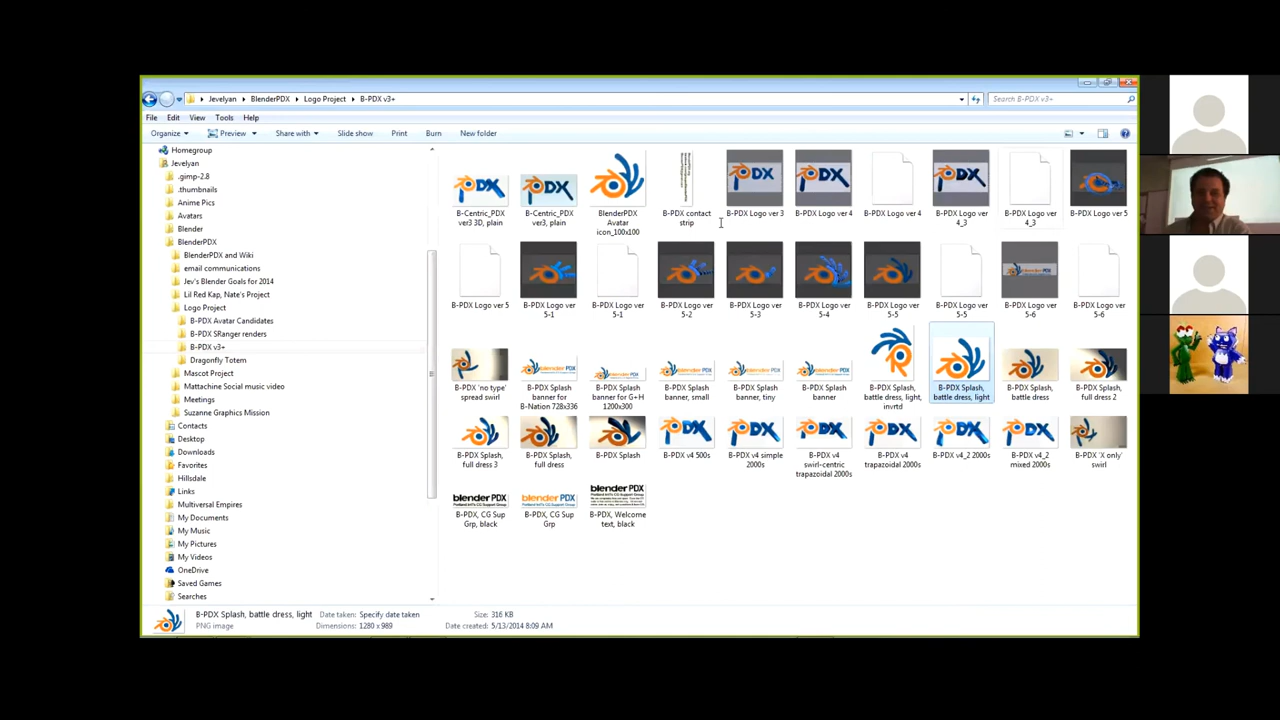 Jevelyan ▸ BlenderPDX ▸ Logo Project ▸ B-PDX v3+
Search B-PDX v3+
File Edit View Tools Help
Organize Preview Share with Slide show Print Burn New folder
Homegroup
Jevelyan
.gimp-2.8
.thumbnails
Anime Pics
Avatars
Blender
BlenderPDX
BlenderPDX and Wiki
email communications
Jev's Blender Goals for 2014
Lil Red Kap, Nate's Project
Logo Project
B-PDX Avatar Candidates
B-PDX SRanger renders
B-PDX v3+
Dragonfly Totem
Mascot Project
Mattachine Social music video
Meetings
Suzanne Graphics Mission
Contacts
Desktop
Downloads
Favorites
Hillsdale
Links
Multiversal Empires
My Documents
My Music
My Pictures
My Videos
OneDrive
Saved Games
Searches
B-Centric_PDX
ver3 3D, plain
B-Centric_PDX
ver3, plain
BlenderPDX
Avatar
icon_100x100
B-PDX contact
strip
B-PDX Logo ver 3
B-PDX Logo ver 4
B-PDX Logo ver 4
B-PDX Logo ver
4_3
B-PDX Logo ver
4_3
B-PDX Logo ver 5
B-PDX Logo ver 5
B-PDX Logo ver
5-1
B-PDX Logo ver
5-1
B-PDX Logo ver
5-2
B-PDX Logo ver
5-3
B-PDX Logo ver
5-4
B-PDX Logo ver
5-5
B-PDX Logo ver
5-5
B-PDX Logo ver
5-6
B-PDX Logo ver
5-6
B-PDX 'no type'
spread swirl
B-PDX Splash
banner for
B-Nation 728x336
B-PDX Splash
banner for G+H
1200x300
B-PDX Splash
banner, small
B-PDX Splash
banner, tiny
B-PDX Splash
banner
B-PDX Splash,
battle dress, light,
invrtd
B-PDX Splash,
battle dress, light
B-PDX Splash,
battle dress
B-PDX Splash,
full dress 2
B-PDX Splash,
full dress 3
B-PDX Splash,
full dress
B-PDX Splash
B-PDX v4 500s
B-PDX v4 simple
2000s
B-PDX v4
swirl-centric
trapazoidal 2000s
B-PDX v4
trapazoidal 2000s
B-PDX v4_2 2000s
B-PDX v4_2
mixed 2000s
B-PDX 'X only'
swirl
blender PDX
Portland Int'l CG Support Group
B-PDX, CG Sup
Grp, black
blender PDX
B-PDX, CG Sup
Grp
blender PDX
B-PDX, Welcome
text, black
B-PDX Splash, battle dress, light Date taken: Specify date taken Size: 316 KB
PNG image Dimensions: 1280 x 989 Date created: 5/13/2014 8:09 AM